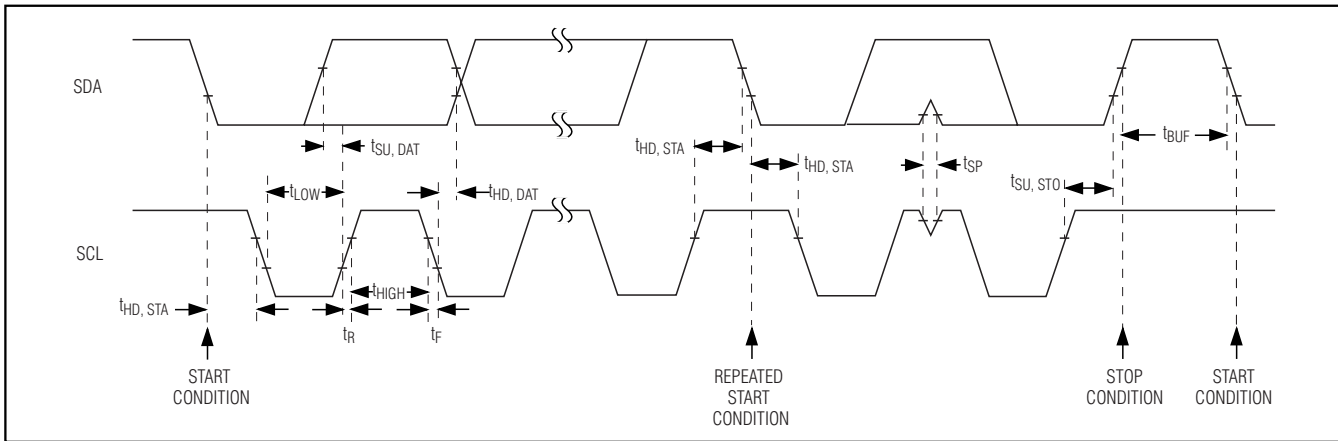 SDA
tSU, DAT
tHD, STA
tHD, STA
tSP
tBUF
tSU, STO
tLOW
tHD, DAT
SCL
tHIGH
tHD, STA
tR
tF
START
CONDITION
REPEATED
START
CONDITION
STOP
CONDITION
START
CONDITION